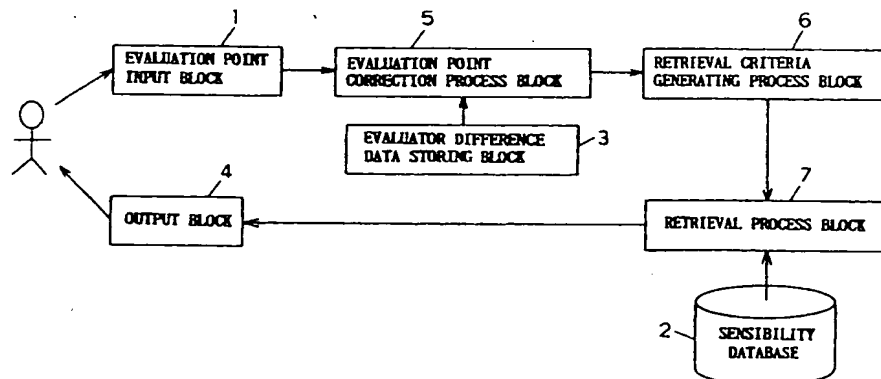 1
EVALUATION POINT
INPUT BLOCK
5
EVALUATION POINT
CORRECTION PROCESS BLOCK
6
RETRIEVAL CRITERIA
GENERATING PROCESS BLOCK
EVALUATOR DIFFERENCE
DATA STORING BLOCK
3
4
OUTPUT BLOCK
7
RETRIEVAL PROCESS BLOCK
2
SENSIBILITY
DATABASE